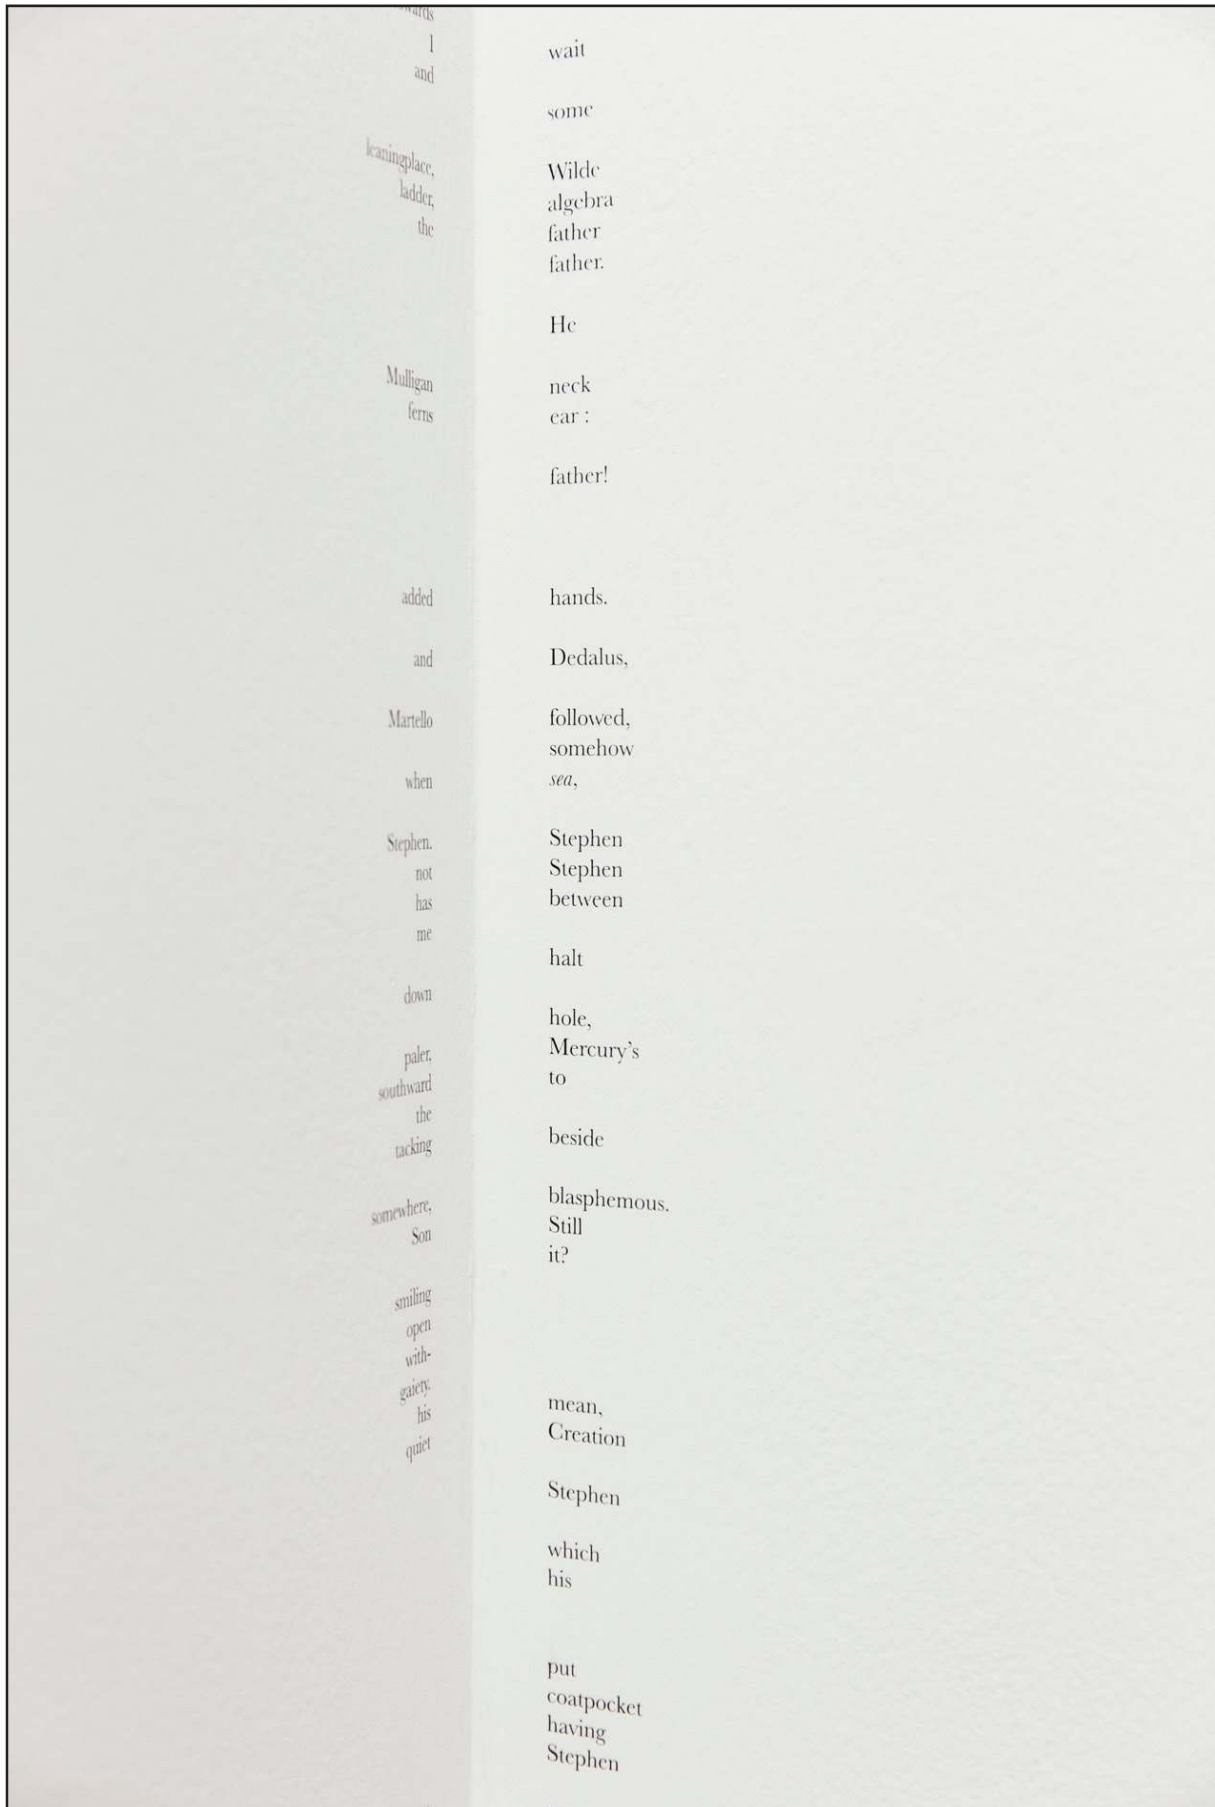 and
leaningplace,
ladder,
the
Mulligan
ferns
added
and
Martello
when
Stephen.
not
has
me
down
paler,
southward
the
tacking
somewhere,
Son
smiling
open
with-
gaiety.
his
quiet
wait
some
Wilde
algebra
father
father.
He
neck
ear :
father!
hands.
Dedalus,
followed,
somehow
sea,
Stephen
Stephen
between
halt
hole,
Mercury's
to
beside
blasphemous.
Still
it?
mean,
Creation
Stephen
which
his
put
coatpocket
having
Stephen